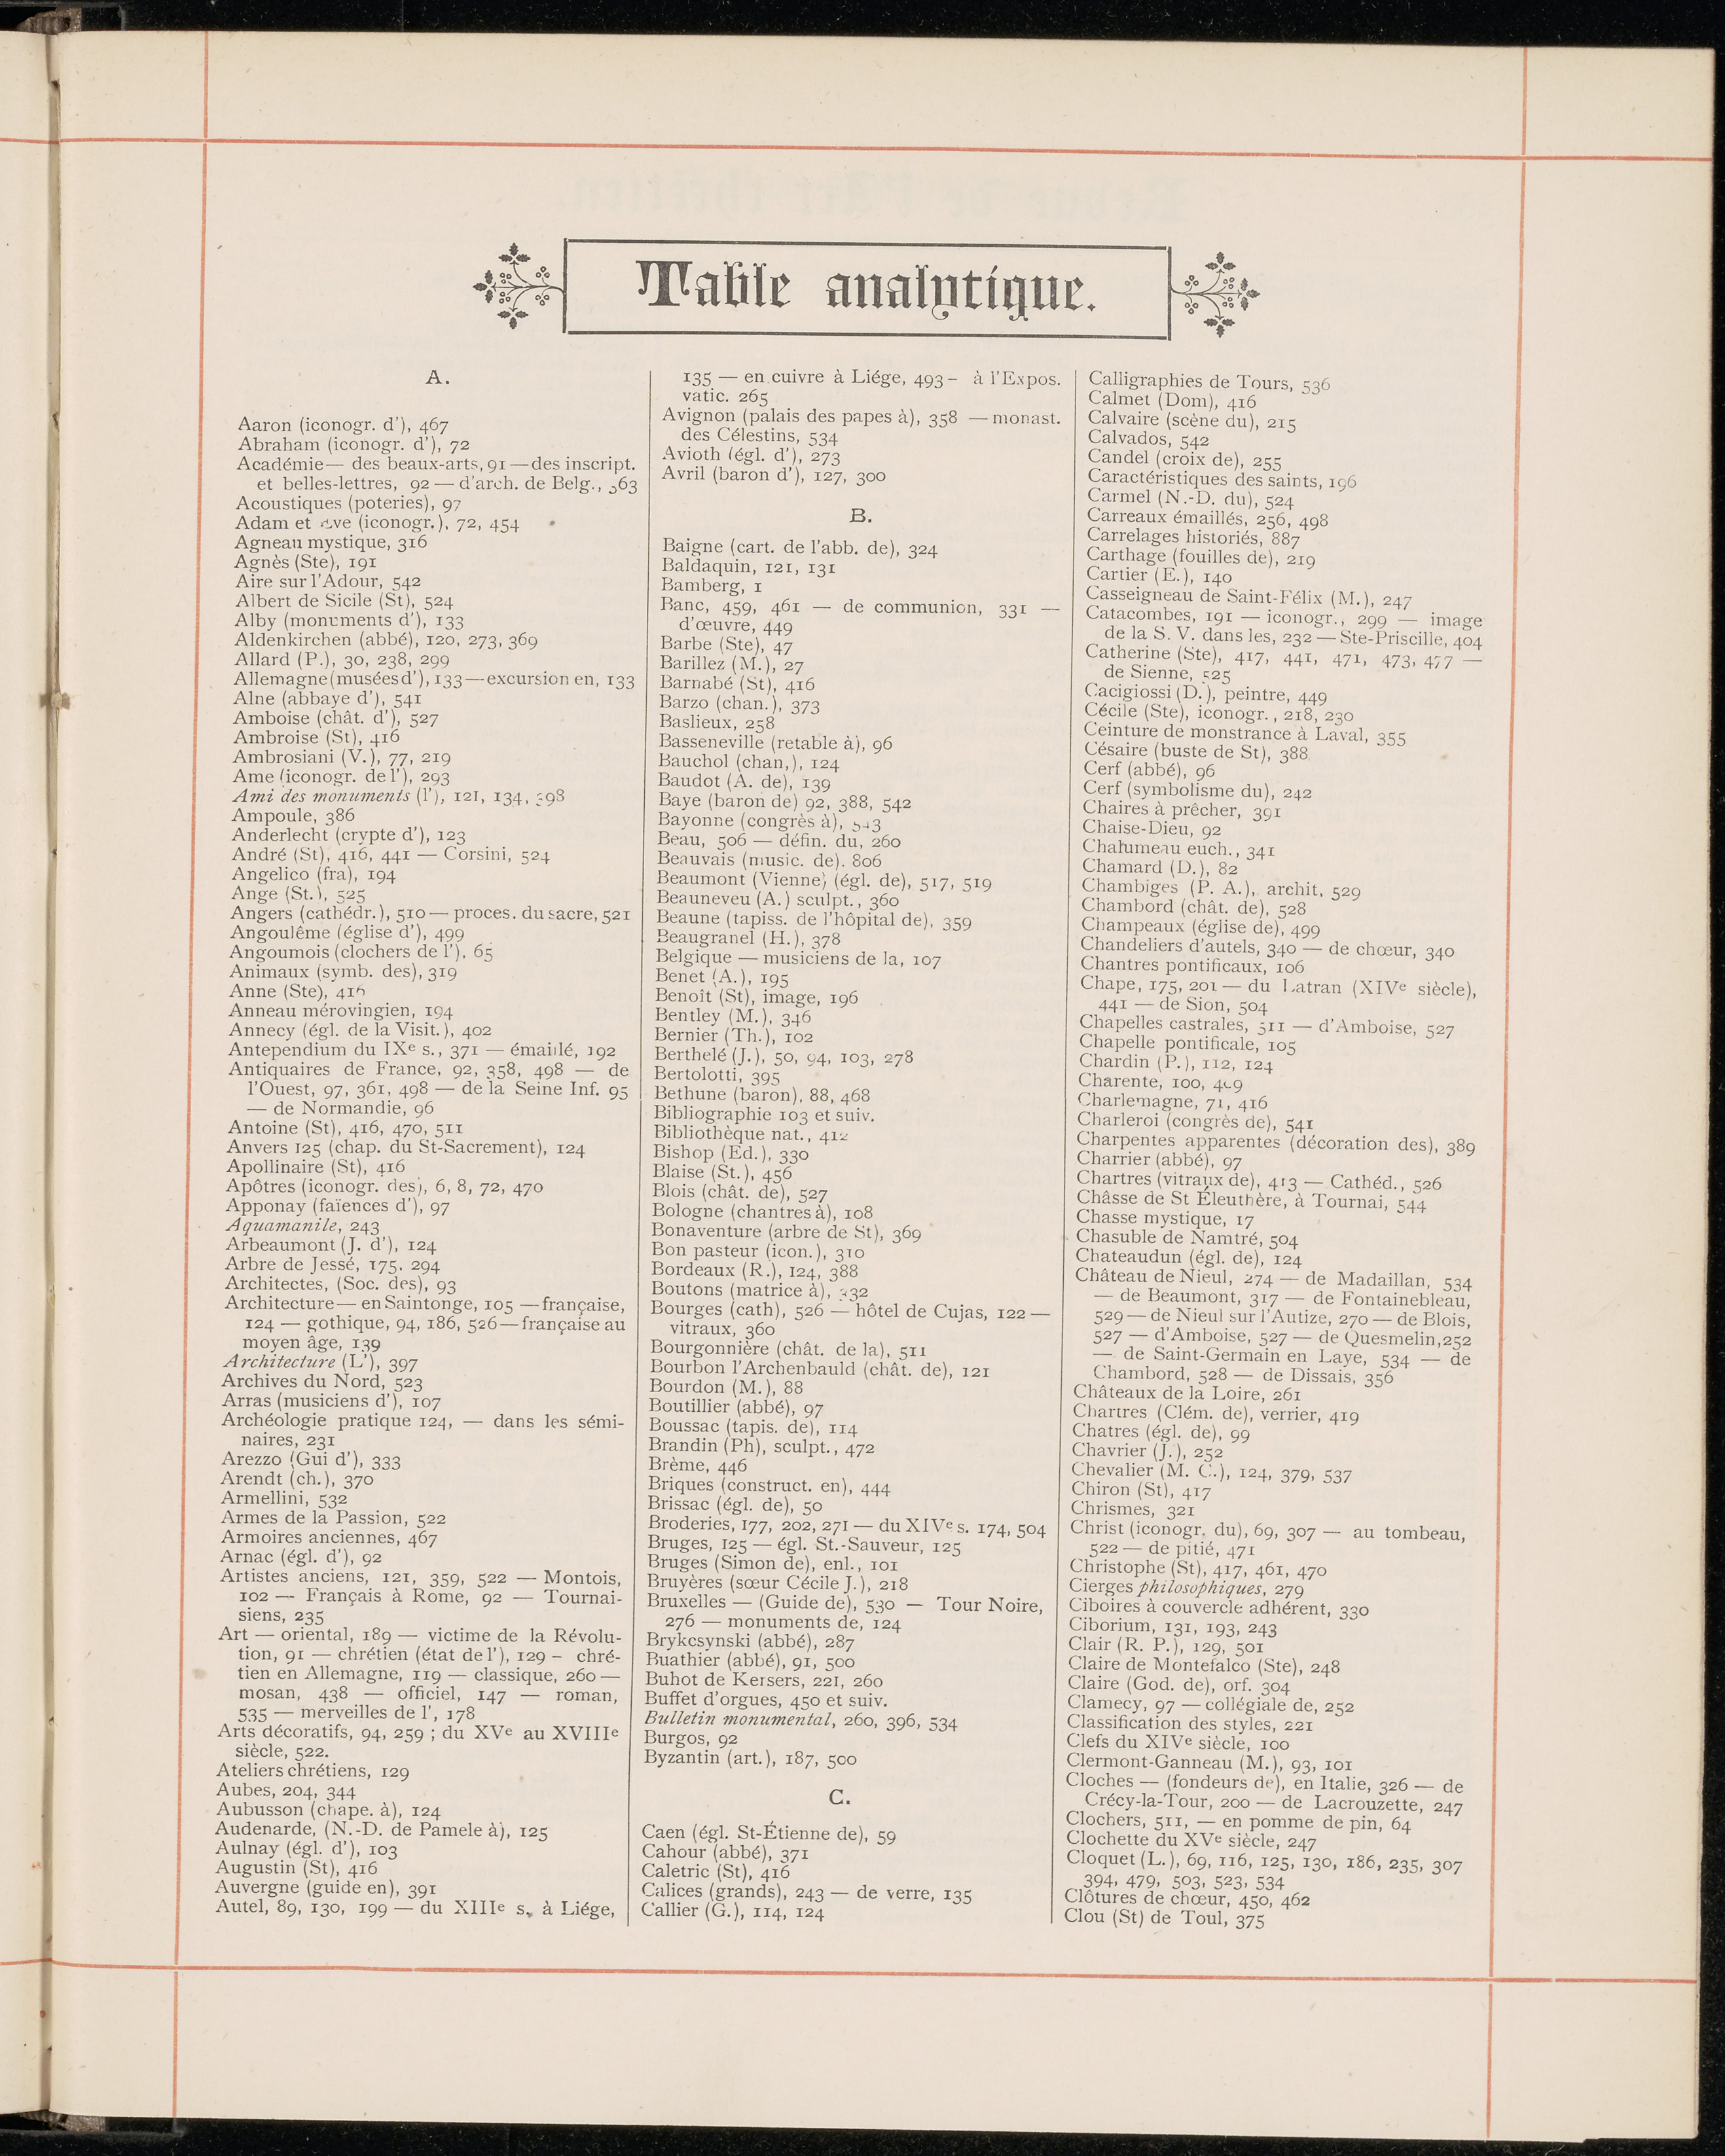 Table analytique.
A.
Aaron (iconogr. d'), 467
Abraham (iconogr. d'), 72
Académie — des beaux-arts, 91 — des inscript.
et belles-lettres, 92 — d'arch. de Belg.,
Acoustiques (poteries), 97
Adam et (iconogr.), 72, 454
Agneau mystique, 316
Agnès (Ste), 191
Aire sur l'Adour, 542
Albert de Sicile (St), 524
Alby (monuments d'), 133
Aldenkirchen (abbé), 120, 273, 369
Allard (P.), 30, 238, 299
Allemagne (musées d'), 133 — excursion en, 133
Alne (abbaye d'), 541
Amboise (chât. d'), 527
Ambroise (St), 416
Ambrosiani (V.), 77, 219
Ame (iconogr. de l'), 293
Ami des monuments (l'), 121, 134,
Ampoule, 386
Anderlecht (crypte d'), 123
André (St), 416, 441 — Corsini, 524
Angelico (fra), 194
Ange (St.), 525
Angers (cathédr.), 510 — proces. du sacre, 521
Angoulême (église d'), 499
Angoumois (clochers de l'), 65
Animaux (symb. des), 319
Anne (Ste), 416
Anneau mérovingien, 194
Annecy (égl. de la Visit.), 402
Antependium du IXe s., 371 — émaillé, 192
Antiquaires de France, 92, 358, 498 — de
l'Ouest, 97, 361, 498 — de la Seine Inf. 95
— de Normandie, 96
Antoine (St), 416, 470, 511
Anvers 125 (chap. du St-Sacrement), 124
Apollinaire (St), 416
Apôtres (iconogr. des), 6, 8, 72, 470
Apponay (faïences d'), 97
Aquamanile, 243
Arbeaumont (J. d'), 124
Arbre de Jessé, 175. 294
Architectes, (Soc. des), 93
Architecture — en Saintonge, 105 — française,
124 — gothique, 94, 186, 526 — française au
moyen âge, 139
Architecture (L'), 397
Archives du Nord, 523
Arras (musiciens d'), 107
Archéologie pratique 124, — dans les sémi-
naires, 231
Arezzo (Gui d'), 333
Arendt (ch.), 370
Armellini, 532
Armes de la Passion, 522
Armoires anciennes, 467
Arnac (égl. d'), 92
Artistes anciens, 121, 359, 522 — Montois,
102 — Français à Rome, 92 — Tournai-
siens, 235
Art — oriental, 189 — victime de la Révolu-
tion, 91 — chrétien (état de l'), 129 – chré-
tien en Allemagne, 119 — classique, 260 —
mosan, 438 — officiel, 147 — roman,
535 — merveilles de l', 178
Arts décoratifs, 94, 259 ; du XVe au XVIIIe
siècle, 522.
Ateliers chrétiens, 129
Aubes, 204, 344
Aubusson (chape. à), 124
Audenarde, (N.-D. de Pamele à), 125
Aulnay (égl. d'), 103
Augustin (St), 416
Auvergne (guide en), 391
Autel, 89, 130, 199 — du XIIIe s. à Liége,
135 — en cuivre à Liége, 493 – à l'Expos.
vatic. 265
Avignon (palais des papes à), 358 — monast.
des Célestins, 534
Avioth (égl. d'), 273
Avril (baron d'), 127, 300
B.
Baigne (cart. de l'abb. de), 324
Baldaquin, 121, 131
Bamberg, 1
Banc, 459, 461 — de communion, 331 —
d'œuvre, 449
Barbe (Ste), 47
Barillez (M.), 27
Barnabé (St), 416
Barzo (chan.), 373
Baslieux, 258
Basseneville (retable à), 96
Bauchol (chan,), 124
Baudot (A. de), 139
Baye (baron de) 92, 388, 542
Bayonne (congrès à),
Beau, 506 — défin. du, 260
Beauvais (music. de). 806
Beaumont (Vienne) (égl. de), 517, 519
Beauneveu (A.) sculpt., 360
Beaune (tapiss. de l'hôpital de), 359
Beaugranel (H.), 378
Belgique — musiciens de la, 107
Benet (A.), 195
Benoît (St), image, 196
Bentley (M.), 346
Bernier (Th.), 102
Berthelé (J.), 50, 94, 103, 278
Bertolotti, 395
Bethune (baron), 88, 468
Bibliographie 103 et suiv.
Bibliothèque nat., 412
Bishop (Ed.), 330
Blaise (St.), 456
Blois (chât. de), 527
Bologne (chantres à), 108
Bonaventure (arbre de St), 369
Bon pasteur (icon.), 310
Bordeaux (R.), 124, 388
Boutons (matrice à), 332
Bourges (cath), 526 — hôtel de Cujas, 122 —
vitraux, 360
Bourgonnière (chât. de la), 511
Bourbon l'Archenbauld (chât. de), 121
Bourdon (M.), 88
Boutillier (abbé), 97
Boussac (tapis. de), 114
Brandin (Ph), sculpt., 472
Brème, 446
Briques (construct. en), 444
Brissac (égl. de), 50
Broderies, 177, 202, 271 — du XIVe s. 174, 504
Bruges, 125 — égl. St.-Sauveur, 125
Bruges (Simon de), enl., 101
Bruyères (sœur Cécile J.), 218
Bruxelles — (Guide de), 530 — Tour Noire,
276 — monuments de, 124
Brykcsynski (abbé), 287
Buathier (abbé), 91, 500
Buhot de Kersers, 221, 260
Buffet d'orgues, 450 et suiv.
Bulletin monumental, 260, 396, 534
Burgos, 92
Byzantin (art.), 187, 500
C.
Caen (égl. St-Étienne de), 59
Cahour (abbé), 371
Caletric (St), 416
Calices (grands), 243 — de verre, 135
Callier (G.), 114, 124
Calligraphies de Tours, 536
Calmet (Dom), 416
Calvaire (scène du), 215
Calvados, 542
Candel (croix de), 255
Caractéristiques des saints, 196
Carmel (N.-D. du), 524
Carreaux émaillés, 256, 498
Carrelages historiés, 887
Carthage (fouilles de), 219
Cartier (E.), 140
Casseigneau de Saint-Félix (M.), 247
Catacombes, 191 — iconogr., 299 — image
de la S. V. dans les, 232 — Ste-Priscille, 404
Catherine (Ste), 417, 441, 471, 473, 477 —
de Sienne, 525
Cacigiossi (D.), peintre, 449
Cécile (Ste), iconogr., 218, 230
Ceinture de monstrance à Laval, 355
Césaire (buste de St), 388
Cerf (abbé), 96
Cerf (symbolisme du), 242
Chaires à prêcher, 391
Chaise-Dieu, 92
Chalumeau euch., 341
Chamard (D.), 82
Chambiges (P. A.), archit, 529
Chambord (chât. de), 528
Champeaux (église de), 499
Chandeliers d'autels, 340 — de chœur, 340
Chantres pontificaux, 106
Chape, 175, 201 — du Latran (XIVe siècle),
441 — de Sion, 504
Chapelles castrales, 511 — d'Amboise, 527
Chapelle pontificale, 105
Chardin (P.), 112, 124
Charente, 100,
Charlemagne, 71, 416
Charleroi (congrès de), 541
Charpentes apparentes (décoration des), 389
Charrier (abbé), 97
Chartres (vitraux de), 413 — Cathéd., 526
Châsse de St Éleuthère, à Tournai, 544
Chasse mystique, 17
Chasuble de Namtré, 504
Chateaudun (égl. de), 124
Château de Nieul, 274 — de Madaillan, 534
— de Beaumont, 317 — de Fontainebleau,
529 — de Nieul sur l'Autize, 270 — de Blois,
527 — d'Amboise, 527 — de Quesmelin, 252
— de Saint-Germain en Laye, 534 — de
Chambord, 528 — de Dissais, 356
Châteaux de la Loire, 261
Chartres (Clém. de), verrier, 419
Chatres (égl. de), 99
Chavrier (J.), 252
Chevalier (M. C.), 124, 379, 537
Chiron (St), 417
Chrismes, 321
Christ (iconogr. du), 69, 307 — au tombeau,
522 — de pitié, 471
Christophe (St), 417, 461, 470
Cierges philosophiques, 279
Ciboires à couvercle adhérent, 330
Ciborium, 131, 193, 243
Clair (R. P.), 129, 501
Claire de Montefalco (Ste), 248
Claire (God. de), orf. 304
Clamecy, 97 — collégiale de, 252
Classification des styles, 221
Clefs du XIVe siècle, 100
Clermont-Ganneau (M.), 93, 101
Cloches — (fondeurs de), en Italie, 326 — de
Crécy-la-Tour, 200 — de Lacrouzette, 247
Clochers, 511, — en pomme de pin, 64
Clochette du XVe siècle, 247
Cloquet (L.), 69, 116, 125, 130, 186, 235, 307
394, 479, 503, 523, 534
Clôtures de chœur, 450, 462
Clou (St) de Toul, 375